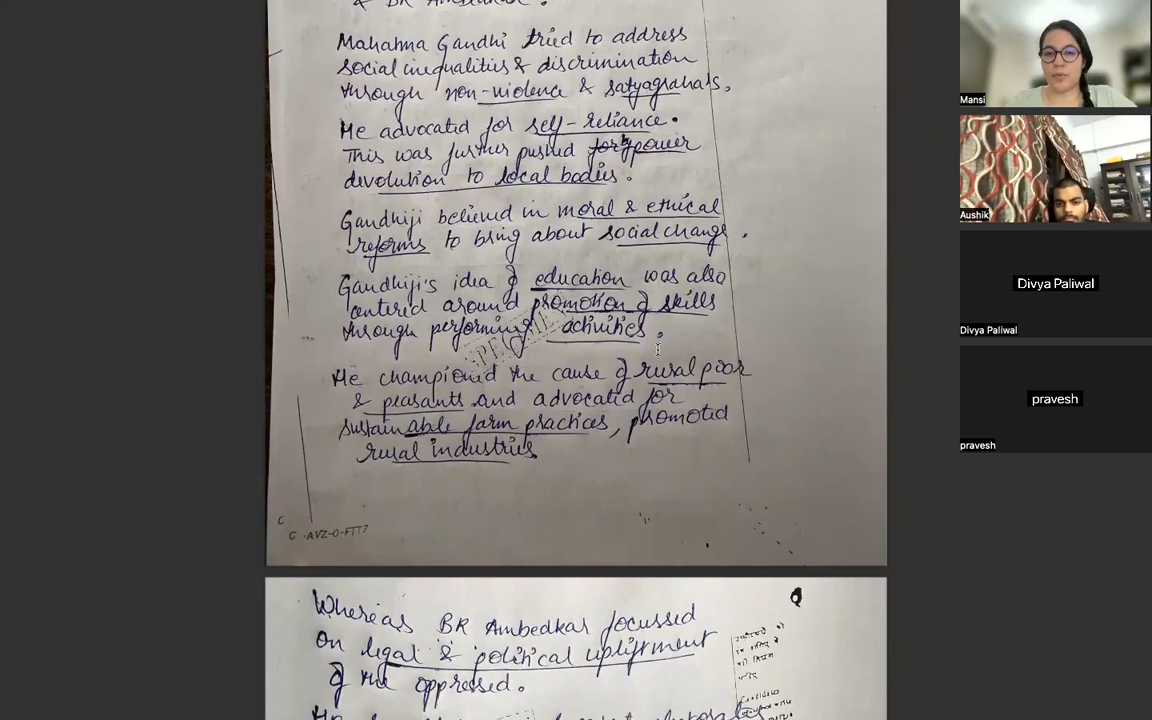 & BR Ambedkar.
Mahatma Gandhi tried to address
social inequalities & discrimination
through non-violence & satyagrahas.
He advocated for self-reliance.
This was further pushed for power
devolution to local bodies.
Gandhiji believed in moral & ethical
reforms to bring about social change.
Gandhiji's idea of education was also
centered around promotion of skills
through performing activities.
He championed the cause of rural poor
& peasants and advocated for
sustainable farm practices, promoted
rural industries
Whereas BR Ambedkar focussed
on legal & political upliftment
of the oppressed.
He
Mansi
Aushik
Divya Paliwal
Divya Paliwal
pravesh
pravesh